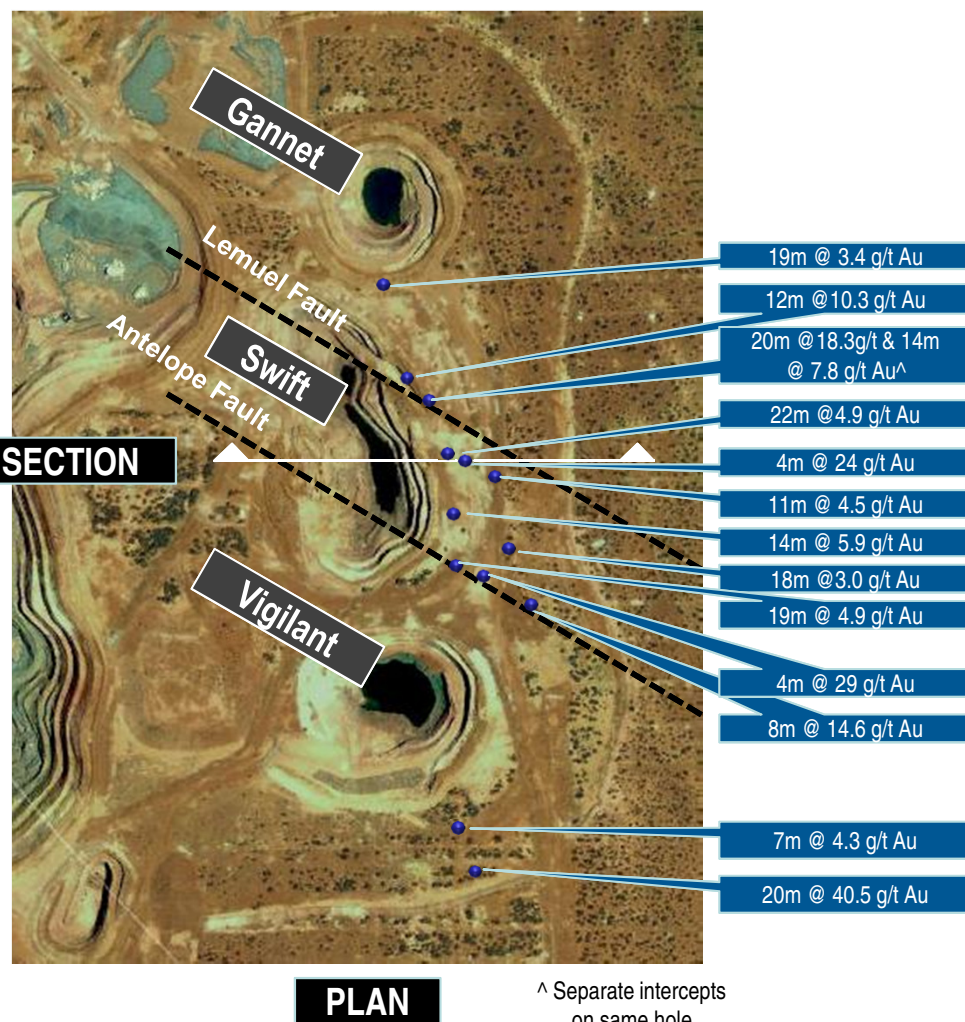 Gannet
Lemuel Fault
Swift
Antelope Fault
SECTION
Vigilant
19m @ 3.4 g/t Au
12m @10.3 g/t Au
20m @18.3g/t & 14m
@ 7.8 g/t Au^
22m @4.9 g/t Au
4m @ 24 g/t Au
11m @ 4.5 g/t Au
14m @ 5.9 g/t Au
18m @3.0 g/t Au
19m @ 4.9 g/t Au
4m @ 29 g/t Au
8m @ 14.6 g/t Au
7m @ 4.3 g/t Au
20m @ 40.5 g/t Au
PLAN
^ Separate intercepts
on same hole